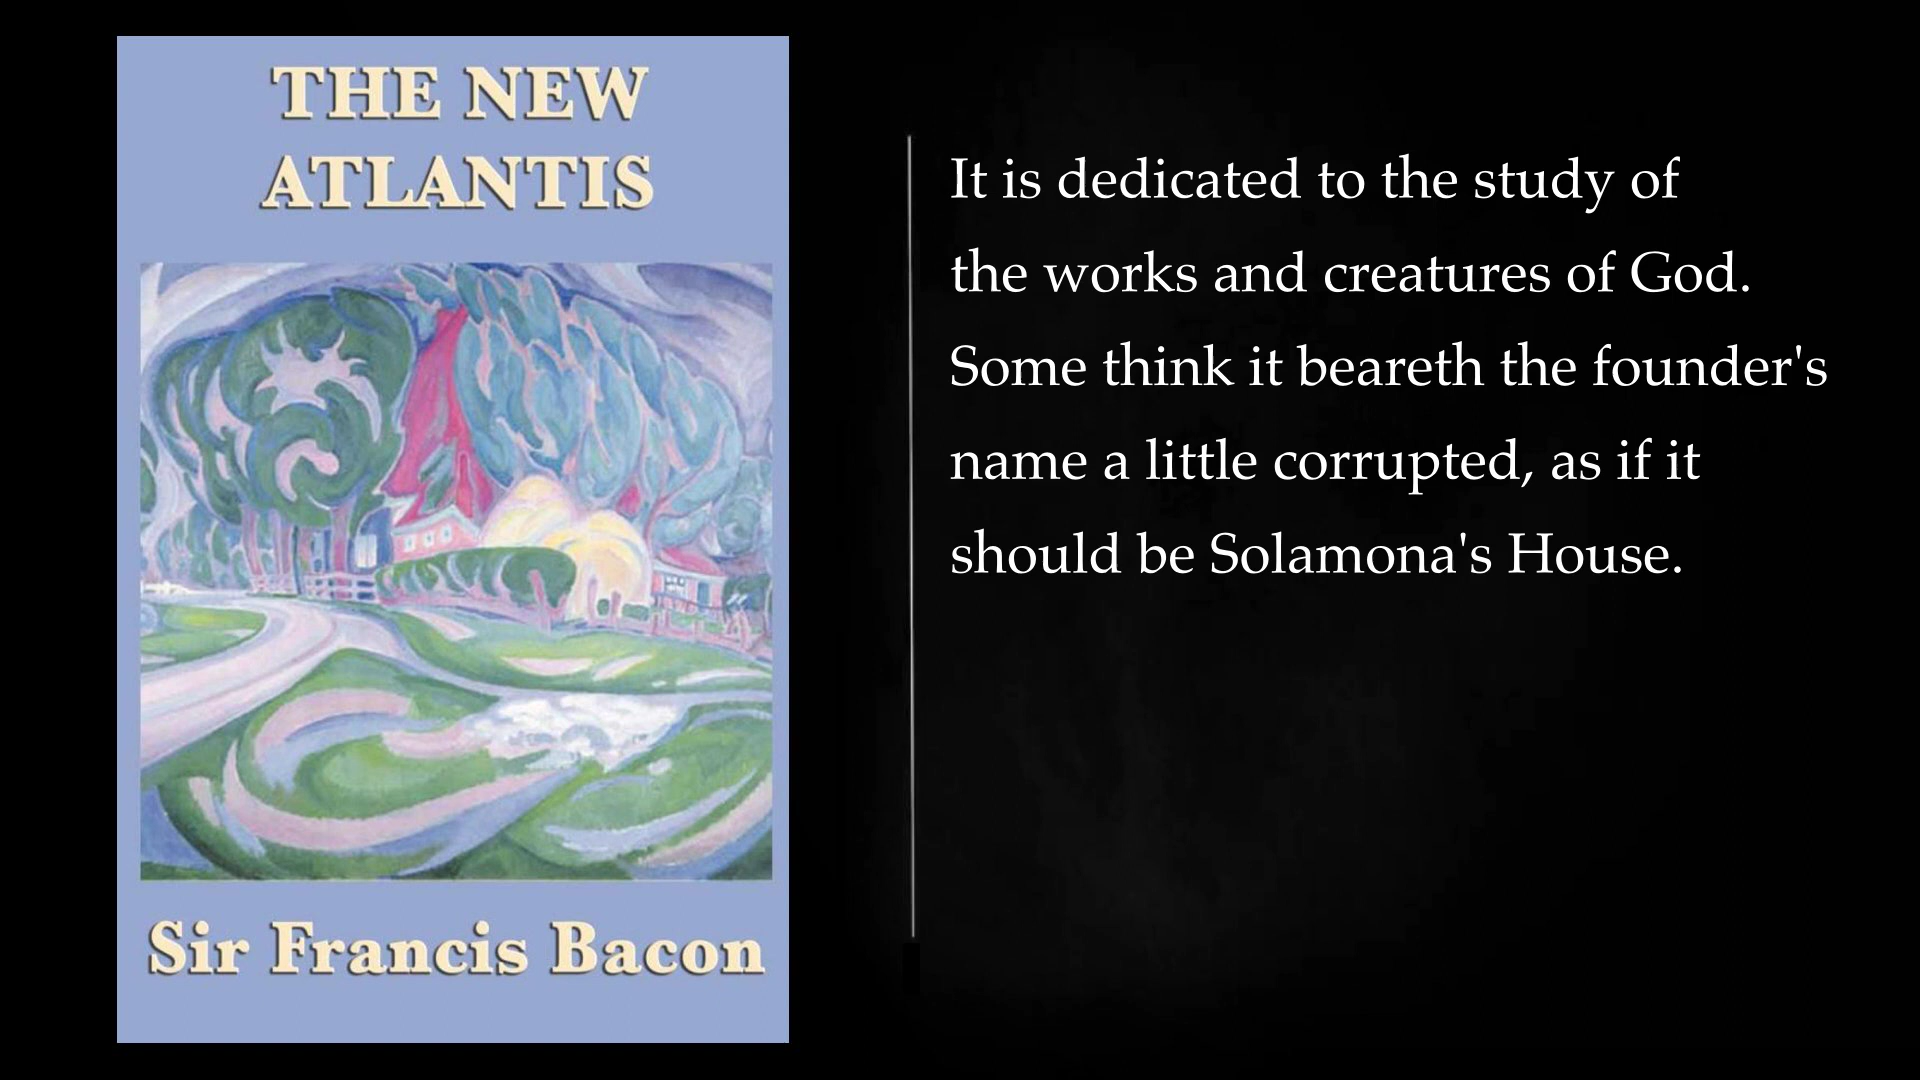 THE NEW
ATLANTIS
Sir Francis Bacon
It is dedicated to the study of
the works and creatures of God.
Some think it beareth the founder's
name a little corrupted, as if it
should be Solamona's House.